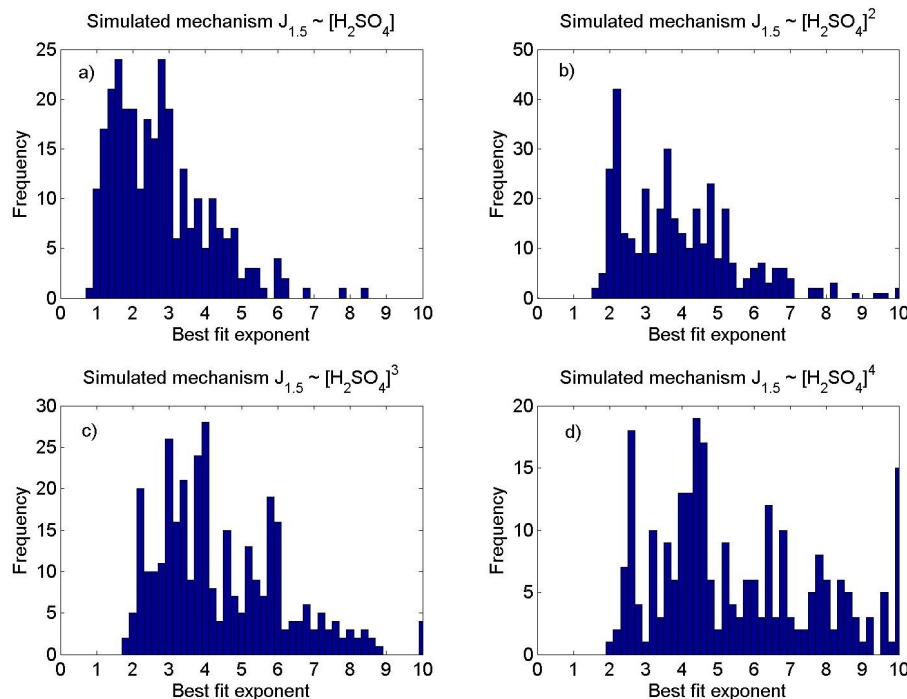 Simulated mechanism J1.5 ~ [H2SO4]
a)
Frequency
25
20
15
10
5
0
0 1 2 3 4 5 6 7 8 9 10
Best fit exponent
Simulated mechanism J1.5 ~ [H2SO4]2
b)
Frequency
50
40
30
20
10
0
0 1 2 3 4 5 6 7 8 9 10
Best fit exponent
Simulated mechanism J1.5 ~ [H2SO4]3
c)
Frequency
30
25
20
15
10
5
0
0 1 2 3 4 5 6 7 8 9 10
Best fit exponent
Simulated mechanism J1.5 ~ [H2SO4]4
d)
Frequency
20
15
10
5
0
0 1 2 3 4 5 6 7 8 9 10
Best fit exponent